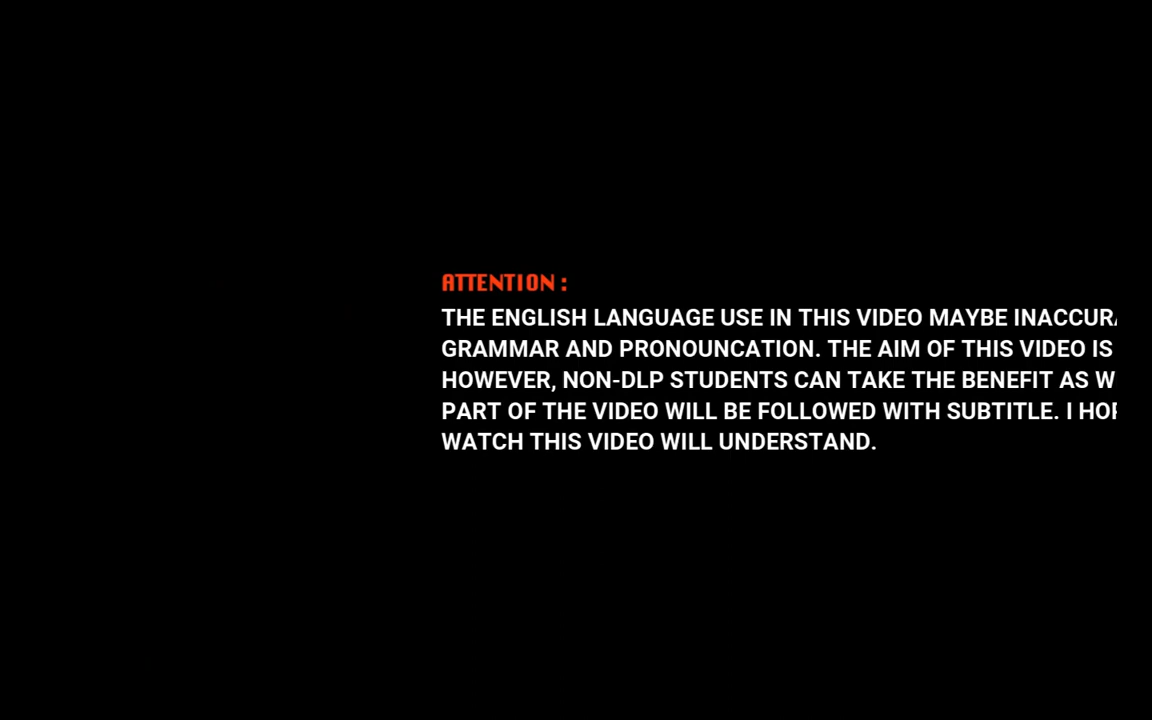 ATTENTION :
THE ENGLISH LANGUAGE USE IN THIS VIDEO MAYBE
GRAMMAR AND PRONOUNCATION. THE AIM OF THIS VIDEO IS
HOWEVER, NON-DLP STUDENTS CAN TAKE THE BENEFIT AS
PART OF THE VIDEO WILL BE FOLLOWED WITH SUBTITLE. I
WATCH THIS VIDEO WILL UNDERSTAND.